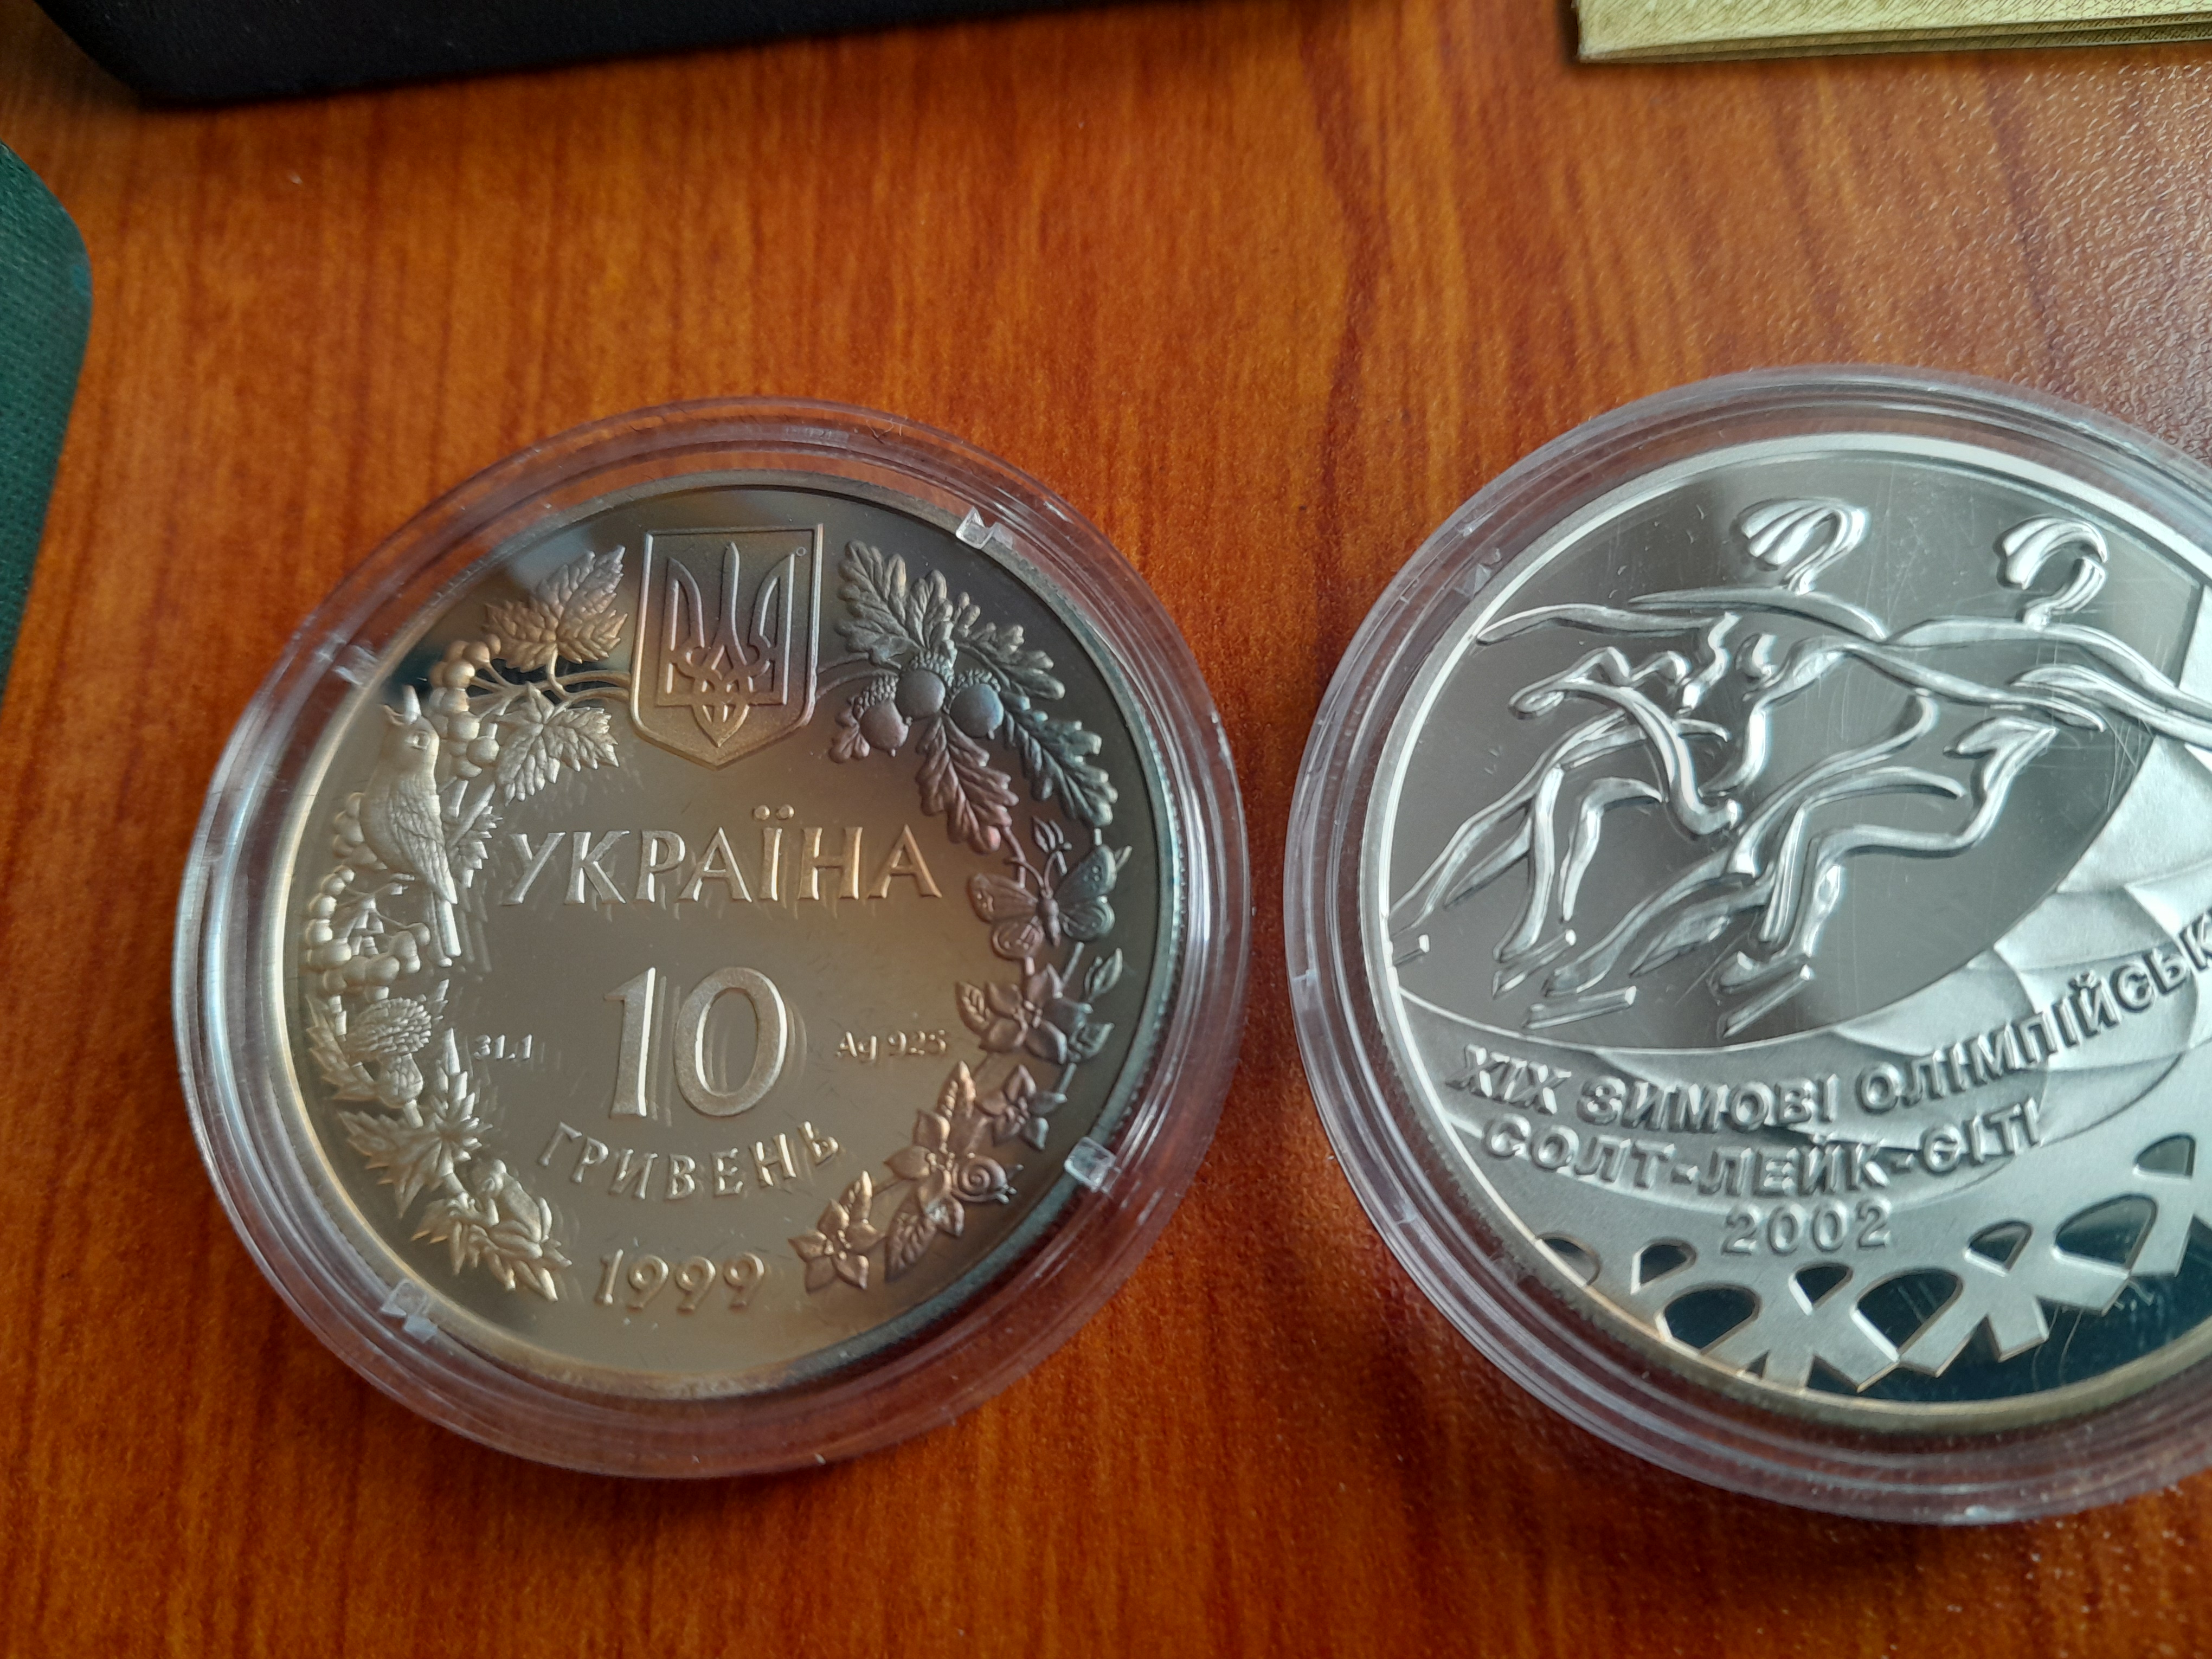 УКРАЇНА
31,1
10
Ag 925
ГРИВЕНЬ
1999
XIX ЗИМОВІ ОЛІМПІЙСЬК
СОЛТ-ЛЕЙК-СІТІ
2002